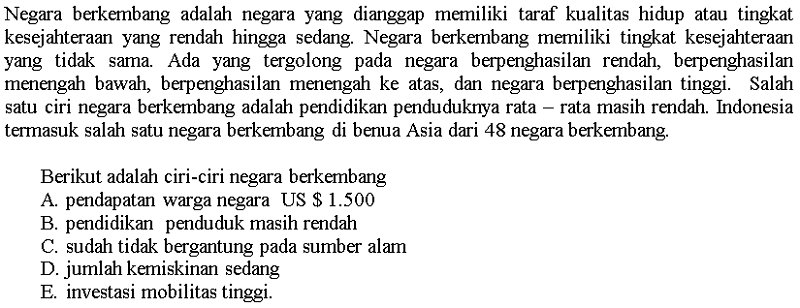 Negara berkembang adalah negara yang dianggap memiliki taraf kualitas hidup atau tingkat
kesejahteraan yang rendah hingga sedang. Negara berkembang memiliki tingkat kesejahteraan
yang tidak sama. Ada yang tergolong pada negara berpenghasilan rendah, berpenghasilan
menengah bawah, berpenghasilan menengah ke atas, dan negara berpenghasilan tinggi. Salah
satu ciri negara berkembang adalah pendidikan penduduknya rata – rata masih rendah. Indonesia
termasuk salah satu negara berkembang di benua Asia dari 48 negara berkembang.
Berikut adalah ciri-ciri negara berkembang
A. pendapatan warga negara US $ 1.500
B. pendidikan penduduk masih rendah
C. sudah tidak bergantung pada sumber alam
D. jumlah kemiskinan sedang
E. investasi mobilitas tinggi.